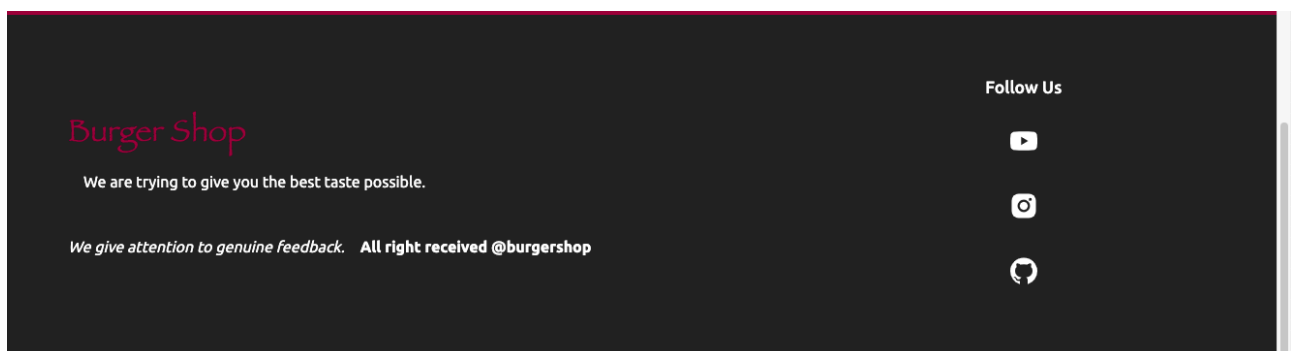 Burger Shop
We are trying to give you the best taste possible.
We give attention to genuine feedback. All right received @burgershop
Follow Us